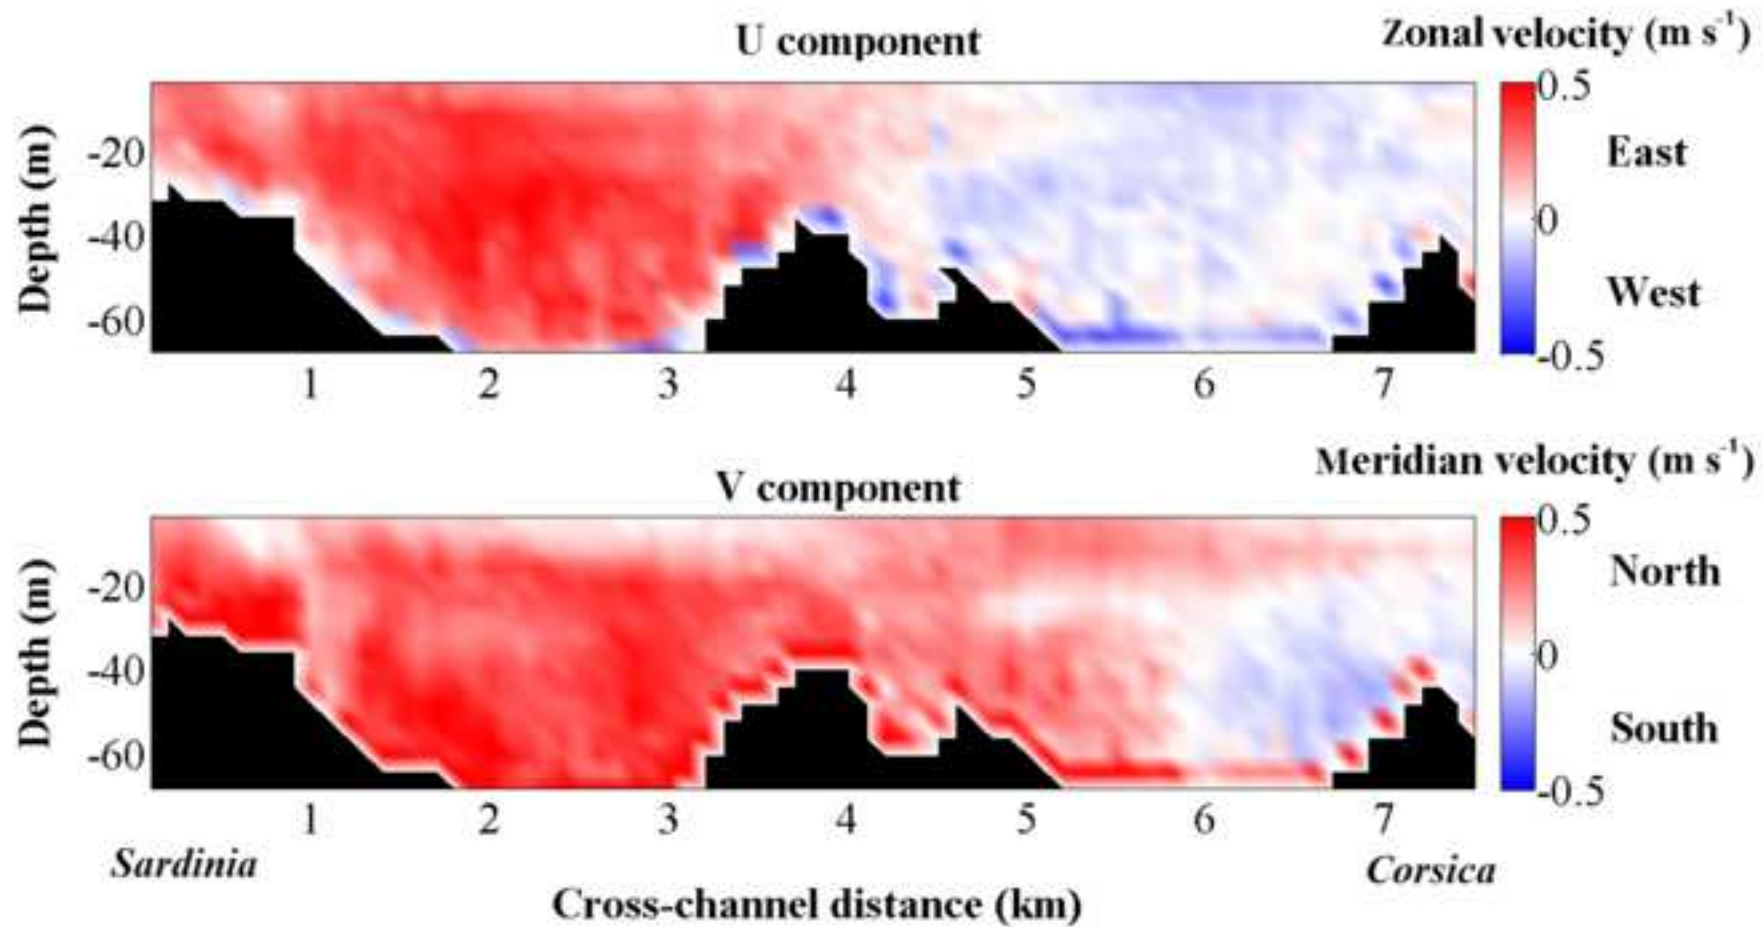 U component
Zonal velocity (m s-1)
0.5
East
0
West
-0.5
Depth (m)
-20
-40
-60
1 2 3 4 5 6 7
V component
Meridian velocity (m s-1)
0.5
North
0
South
-0.5
Depth (m)
-20
-40
-60
1 2 3 4 5 6 7
Sardinia
Corsica
Cross-channel distance (km)